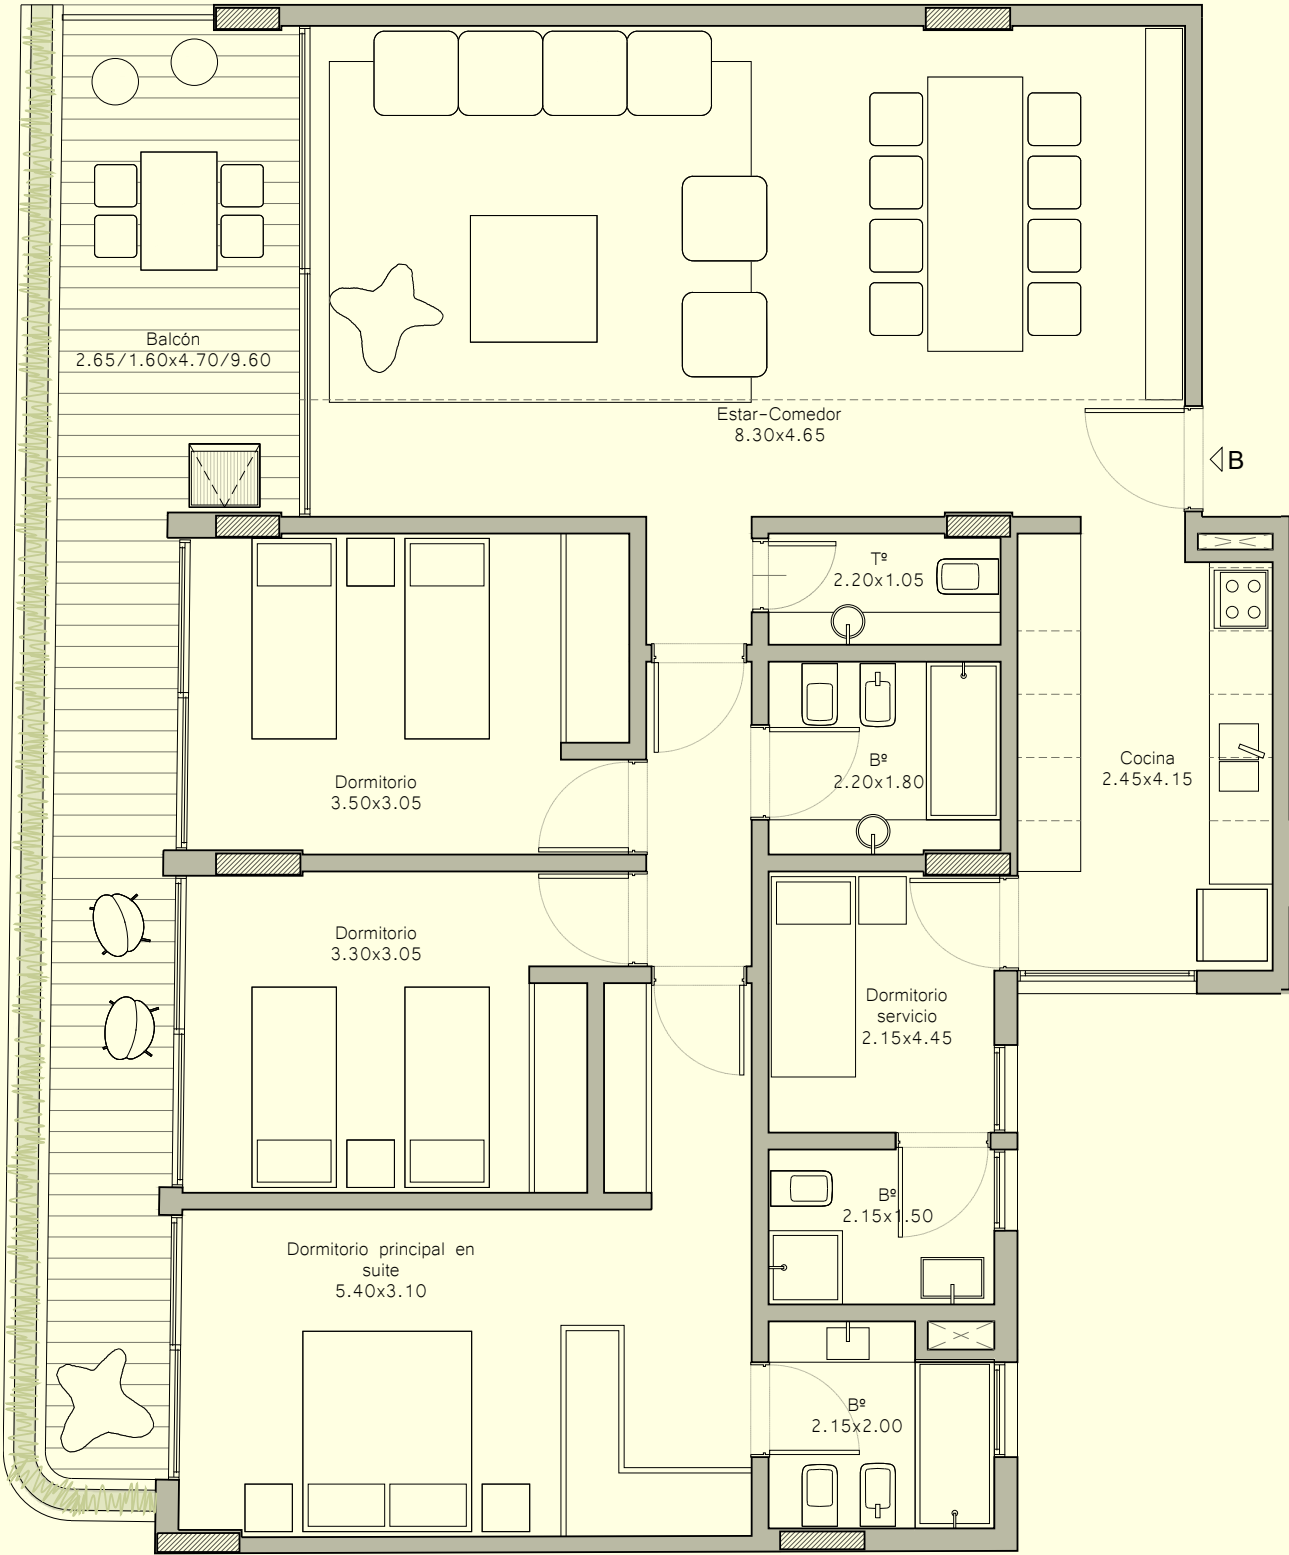 Balcón
2.65/1.60x4.70/9.60
Estar-Comedor
8.30x4.65
B
Tº
2.20x1.05
Bº
2.20x1.80
Cocina
2.45x4.15
Dormitorio
3.50x3.05
Dormitorio
3.30x3.05
Dormitorio
servicio
2.15x4.45
Bº
2.15x1.50
Dormitorio principal en
suite
5.40x3.10
Bº
2.15x2.00